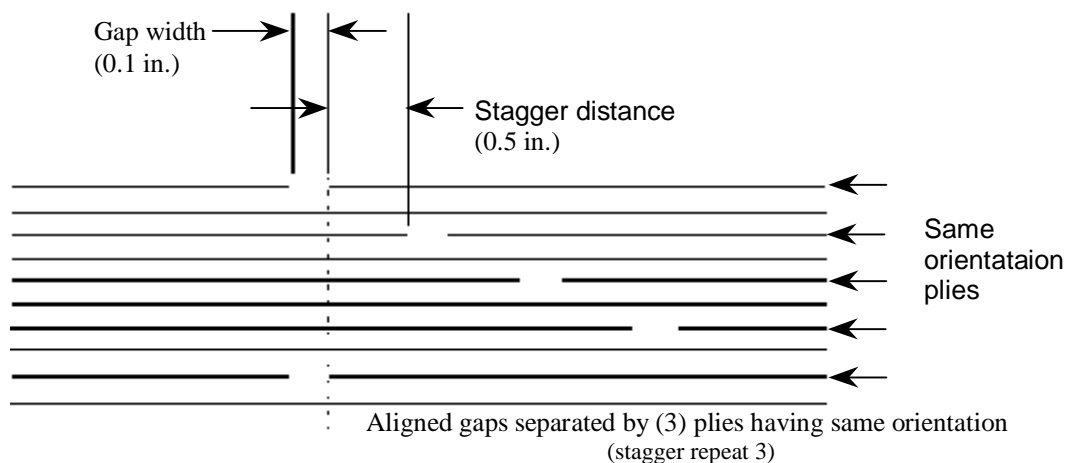 Gap width
(0.1 in.)
Stagger distance
(0.5 in.)
Same
orientataion
plies
Aligned gaps separated by (3) plies having same orientation
(stagger repeat 3)